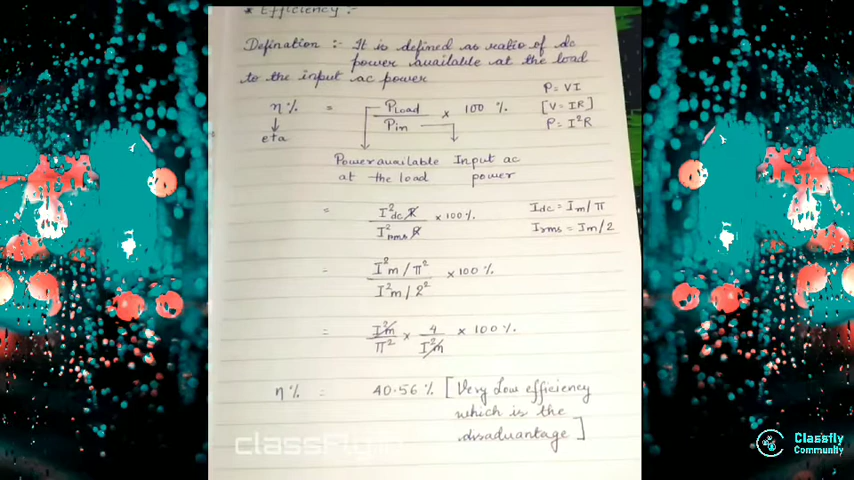 * Efficiency :-
Defination :- It is defined as ratio of dc
power available at the load
to the input ac power
P = VI
η% = PLoad / Pin × 100 %. [V = IR]
P = I²R
eta
Power available Input ac
at the load power
= I²dc R / I²rms R × 100%. Idc = Im/π
Irms = Im/2
= I²m / π² / I²m / 2² × 100 %.
= I²m / π² × 4 / I²m × 100%.
η% = 40.56 % [Very Low efficiency
which is the
disaduantage]
classfly.in
Classfly
Community